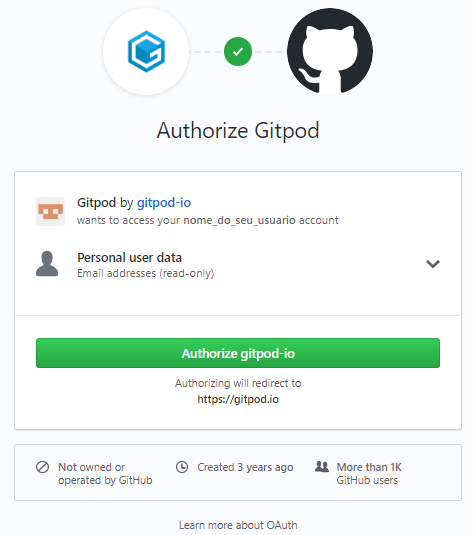 Authorize Gitpod
Gitpod by gitpod-io
wants to access your nome_do_seu_usuario account
Personal user data
Email addresses (read-only)
Authorize gitpod-io
Authorizing will redirect to
https://gitpod.io
Not owned or
operated by GitHub
Created 3 years ago
More than 1K
GitHub users
Learn more about OAuth